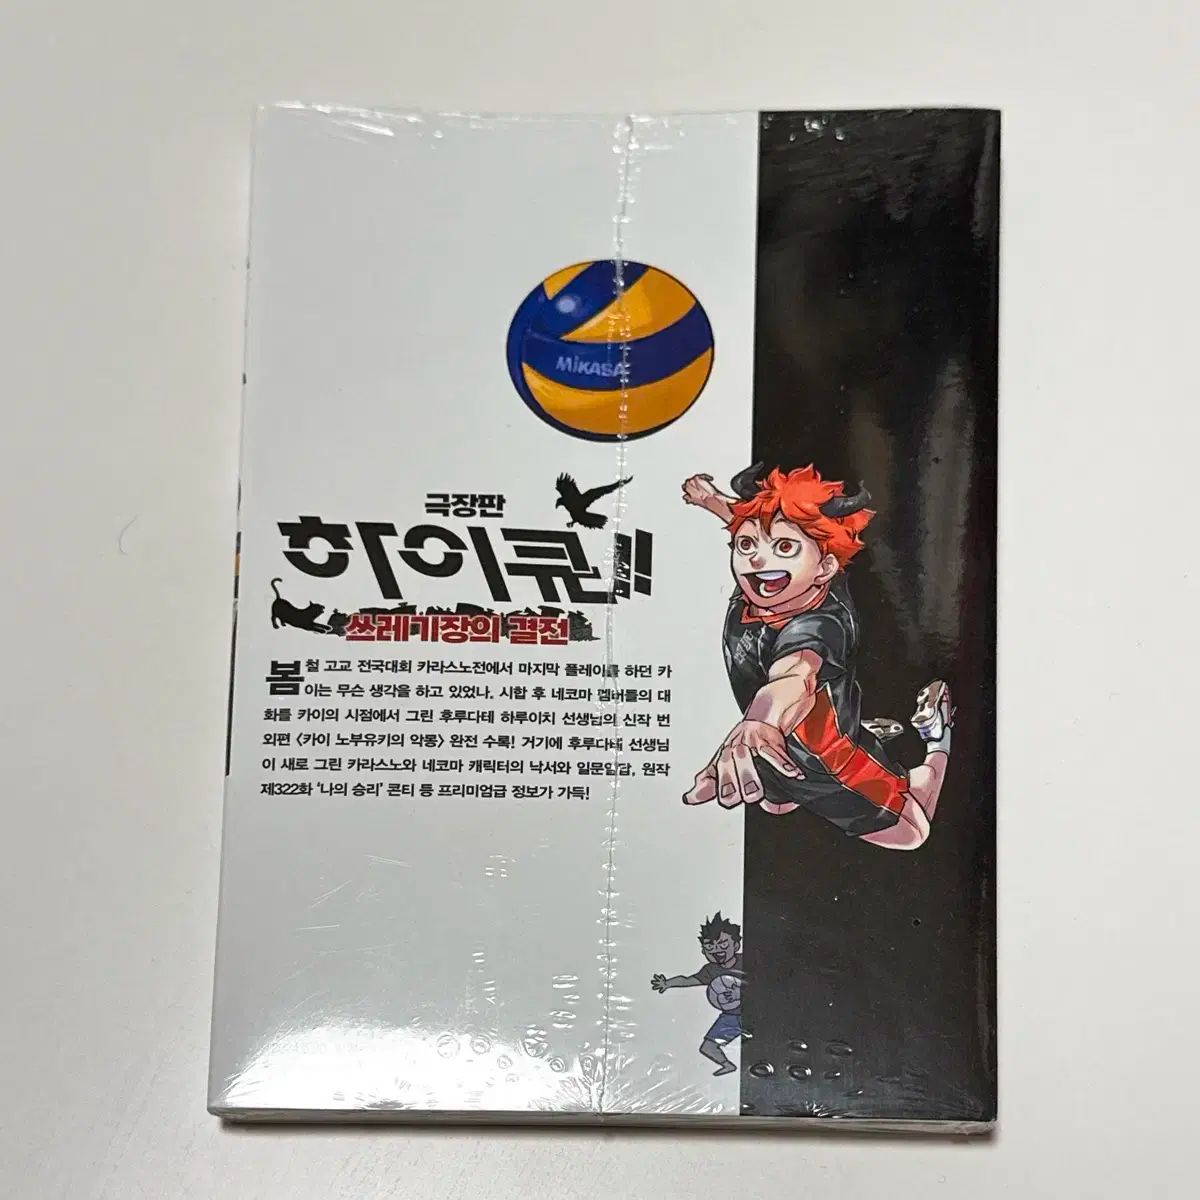 MIKASA
극장판
하이큐!!
쓰레기장의 결전
봄철 고교 전국대회 카라스노전에서 마지막 플레이를 하던 카
이는 무슨 생각을 하고 있었나. 시합 후 네코마 멤버들의 대
화를 카이의 시점에서 그린 후루다테 하루이치 선생님의 신작 번
외편 〈카이 노부유키의 악몽〉 완전 수록! 거기에 후루다테 선생님
이 새로 그린 카라스노와 네코마 캐릭터의 낙서와 일문일답, 원작
제322화 ‘나의 승리’ 콘티 등 프리미엄급 정보가 가득!